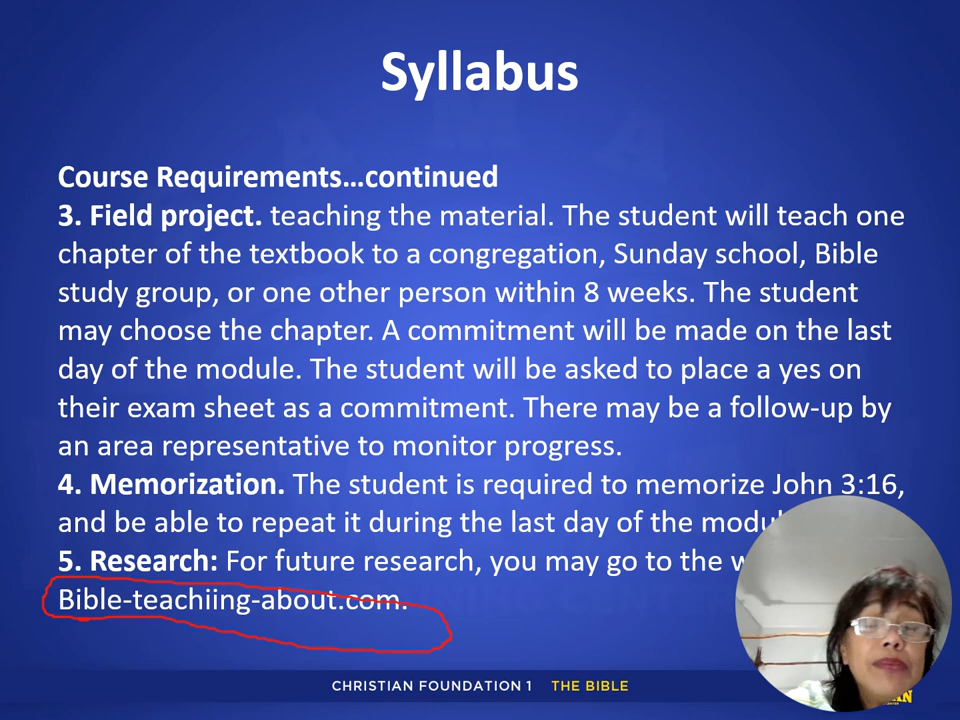 Syllabus
Course Requirements...continued
3. Field project. teaching the material. The student will teach one
chapter of the textbook to a congregation, Sunday school, Bible
study group, or one other person within 8 weeks. The student
may choose the chapter. A commitment will be made on the last
day of the module. The student will be asked to place a yes on
their exam sheet as a commitment. There may be a follow-up by
an area representative to monitor progress.
4. Memorization. The student is required to memorize John 3:16,
and be able to repeat it during the last day of the
5. Research: For future research, you may go to the
Bible-teachiing-about.com.
CHRISTIAN FOUNDATION 1 THE BIBLE